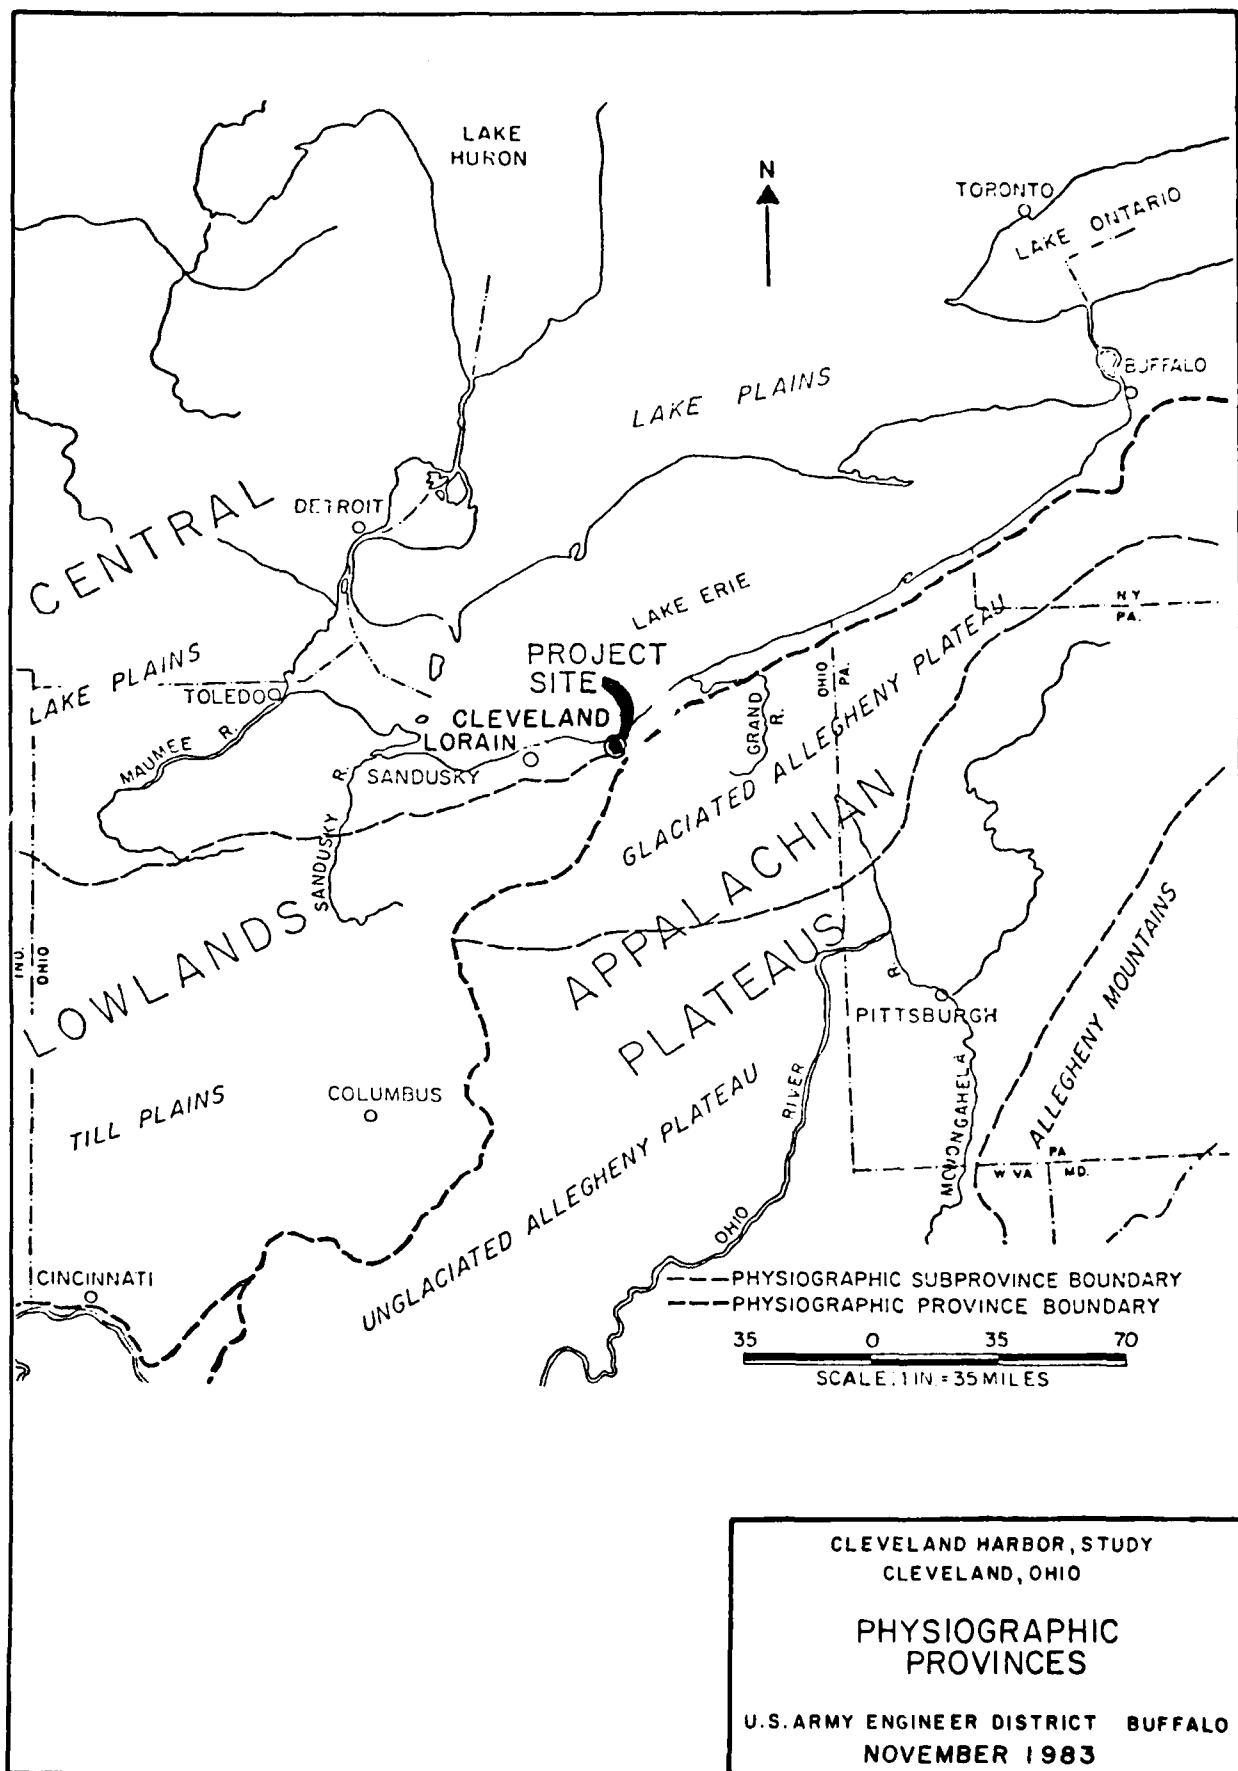 LAKE
HURON
N
TORONTO
LAKE ONTARIO
BUFFALO
LAKE PLAINS
CENTRAL
DETROIT
LAKE ERIE
N Y
PA.
LAKE PLAINS
TOLEDO
PROJECT
SITE
OHIO
PA.
GLACIATED ALLEGHENY PLATEAU
CLEVELAND
LORAIN
GRAND
R.
MAUMEE R.
SANDUSKY
SANDUSKY R.
APPALACHIAN
PLATEAUS
LOWLANDS
IND.
OHIO
R.
PITTSBURGH
ALLEGHENY MOUNTAINS
COLUMBUS
TILL PLAINS
UNGLACIATED ALLEGHENY PLATEAU
OHIO RIVER
MONONGAHELA
PA
W VA
MD.
CINCINNATI
PHYSIOGRAPHIC SUBPROVINCE BOUNDARY
PHYSIOGRAPHIC PROVINCE BOUNDARY
35 0 35 70
SCALE: 1 IN. = 35 MILES
CLEVELAND HARBOR, STUDY
CLEVELAND, OHIO
PHYSIOGRAPHIC
PROVINCES
U.S. ARMY ENGINEER DISTRICT BUFFALO
NOVEMBER 1983